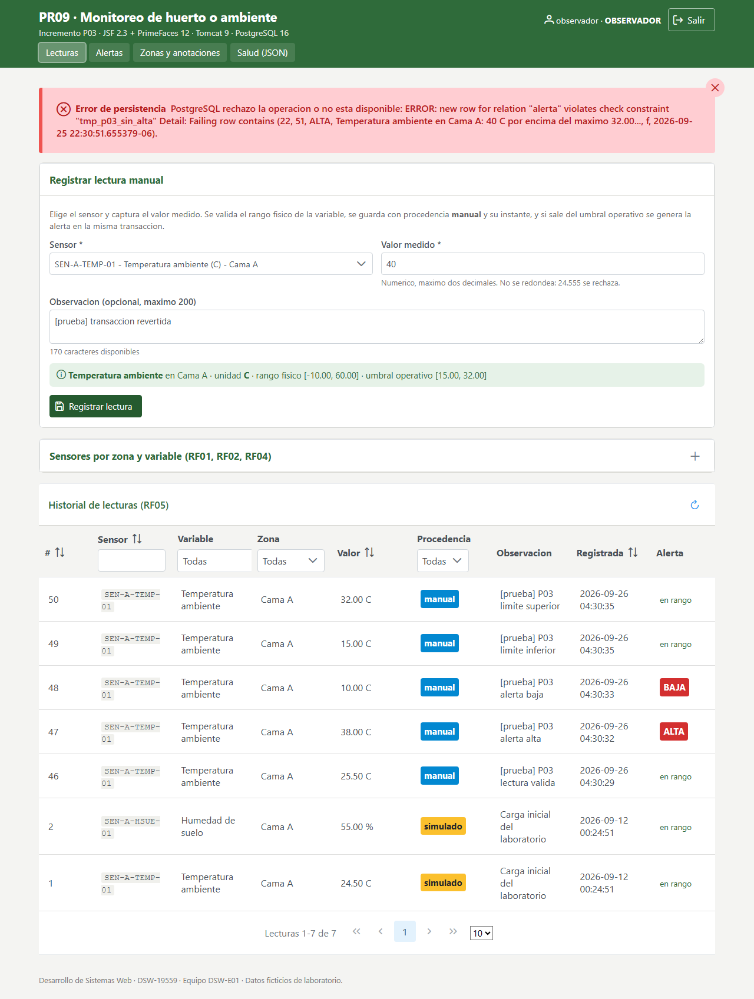 PR09 · Monitoreo de huerto o ambiente
Incremento P03 · JSF 2.3 + PrimeFaces 12 · Tomcat 9 · PostgreSQL 16
observador · OBSERVADOR
Salir
Lecturas
Alertas
Zonas y anotaciones
Salud (JSON)
Error de persistencia PostgreSQL rechazo la operacion o no esta disponible: ERROR: new row for relation "alerta" violates check constraint
"tmp_p03_sin_alta" Detail: Failing row contains (22, 51, ALTA, Temperatura ambiente en Cama A: 40 C por encima del maximo 32.00..., f, 2026-09-
25 22:30:51.655379-06).
Registrar lectura manual
Elige el sensor y captura el valor medido. Se valida el rango fisico de la variable, se guarda con procedencia manual y su instante, y si sale del umbral operativo se genera la
alerta en la misma transaccion.
Sensor *
Valor medido *
SEN-A-TEMP-01 - Temperatura ambiente (C) - Cama A
40
Numerico, maximo dos decimales. No se redondea: 24.555 se rechaza.
Observacion (opcional, maximo 200)
[prueba] transaccion revertida
170 caracteres disponibles
Temperatura ambiente en Cama A · unidad C · rango fisico [-10.00, 60.00] · umbral operativo [15.00, 32.00]
Registrar lectura
Sensores por zona y variable (RF01, RF02, RF04)
Historial de lecturas (RF05)
#
Sensor
Variable
Zona
Valor
Procedencia
Observacion
Registrada
Alerta
Todas
Todas
Todas
50
SEN-A-TEMP-
01
Temperatura
ambiente
Cama A
32.00 C
manual
[prueba] P03
limite superior
2026-09-26
04:30:35
en rango
49
SEN-A-TEMP-
01
Temperatura
ambiente
Cama A
15.00 C
manual
[prueba] P03
limite inferior
2026-09-26
04:30:35
en rango
48
SEN-A-TEMP-
01
Temperatura
ambiente
Cama A
10.00 C
manual
[prueba] P03
alerta baja
2026-09-26
04:30:33
BAJA
47
SEN-A-TEMP-
01
Temperatura
ambiente
Cama A
38.00 C
manual
[prueba] P03
alerta alta
2026-09-26
04:30:32
ALTA
46
SEN-A-TEMP-
01
Temperatura
ambiente
Cama A
25.50 C
manual
[prueba] P03
lectura valida
2026-09-26
04:30:29
en rango
2
SEN-A-HSUE-
01
Humedad de
suelo
Cama A
55.00 %
simulado
Carga inicial
del
laboratorio
2026-09-12
00:24:51
en rango
1
SEN-A-TEMP-
01
Temperatura
ambiente
Cama A
24.50 C
simulado
Carga inicial
del
laboratorio
2026-09-12
00:24:51
en rango
Lecturas 1-7 de 7
1
10
Desarrollo de Sistemas Web · DSW-19559 · Equipo DSW-E01 · Datos ficticios de laboratorio.